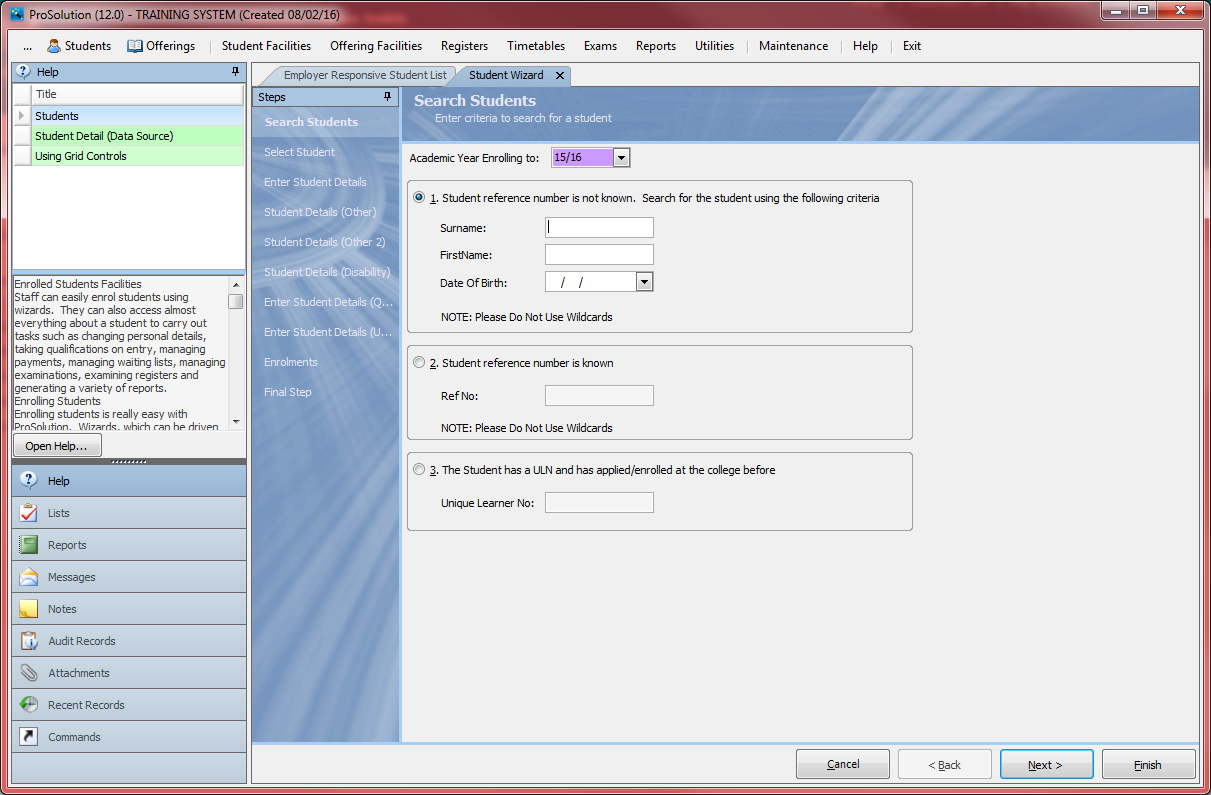 ProSolution (12.0) - TRAINING SYSTEM (Created 08/02/16)
... Students Offerings Student Facilities Offering Facilities Registers Timetables Exams Reports Utilities Maintenance Help Exit
Help
Title
Students
Student Detail (Data Source)
Using Grid Controls
Enrolled Students Facilities
Staff can easily enrol students using
wizards. They can also access almost
everything about a student to carry out
tasks such as changing personal details,
taking qualifications on entry, managing
payments, managing waiting lists, managing
examinations, examining registers and
generating a variety of reports.
Enrolling Students
Enrolling students is really easy with
ProSolution. Wizards, which can be driven
Open Help...
Help
Lists
Reports
Messages
Notes
Audit Records
Attachments
Recent Records
Commands
Employer Responsive Student List Student Wizard
Steps
Search Students
Select Student
Enter Student Details
Student Details (Other)
Student Details (Other 2)
Student Details (Disability)
Enter Student Details (Q...
Enter Student Details (U...
Enrolments
Final Step
Search Students
Enter criteria to search for a student
Academic Year Enrolling to: 15/16
1. Student reference number is not known. Search for the student using the following criteria
Surname:
FirstName:
Date Of Birth: / /
NOTE: Please Do Not Use Wildcards
2. Student reference number is known
Ref No:
NOTE: Please Do Not Use Wildcards
3. The Student has a ULN and has applied/enrolled at the college before
Unique Learner No:
Cancel < Back Next > Finish